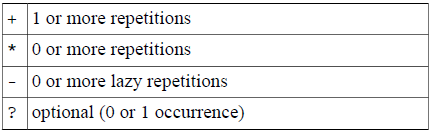 + 1 or more repetitions
* 0 or more repetitions
- 0 or more lazy repetitions
? optional (0 or 1 occurrence)